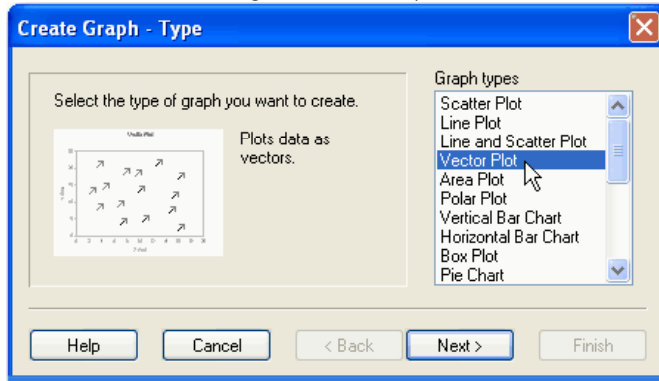 Create Graph - Type
Select the type of graph you want to create.
Plots data as
vectors.
Vector Plot
Graph types
Scatter Plot
Line Plot
Line and Scatter Plot
Vector Plot
Area Plot
Polar Plot
Vertical Bar Chart
Horizontal Bar Chart
Box Plot
Pie Chart
Help
Cancel
< Back
Next >
Finish